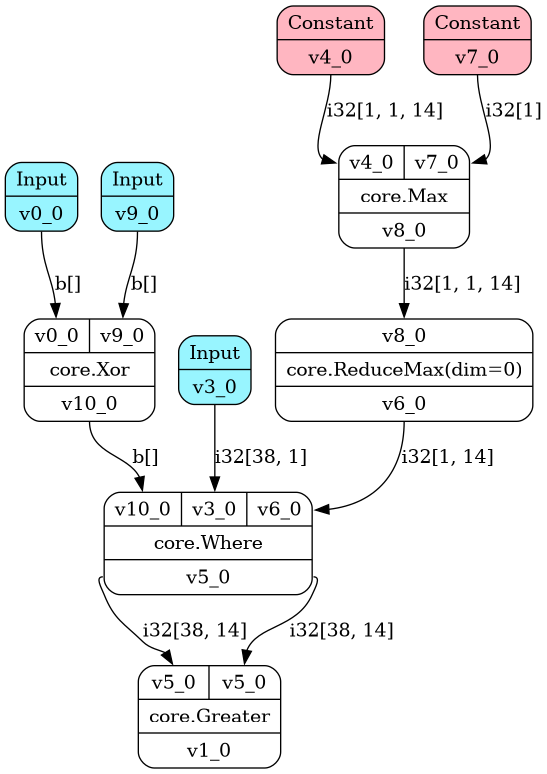 Constant
v4_0
Constant
v7_0
i32[1, 1, 14]
i32[1]
v4_0
v7_0
core.Max
v8_0
Input
v0_0
Input
v9_0
b[]
b[]
i32[1, 1, 14]
v0_0
v9_0
core.Xor
v10_0
Input
v3_0
v8_0
core.ReduceMax(dim=0)
v6_0
b[]
i32[38, 1]
i32[1, 14]
v10_0
v3_0
v6_0
core.Where
v5_0
i32[38, 14]
i32[38, 14]
v5_0
v5_0
core.Greater
v1_0